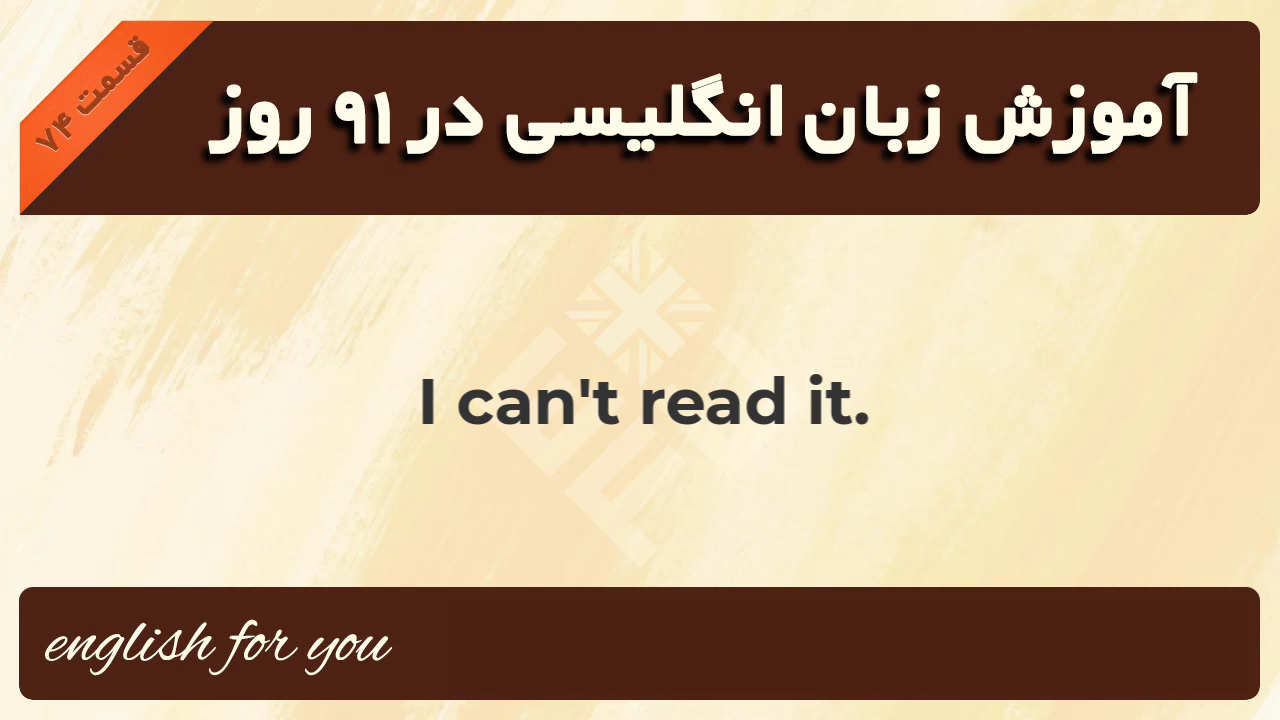 آموزش زبان انگلیسی در ۹۱ روز
قسمت ۷۴
I can't read it.
english for you